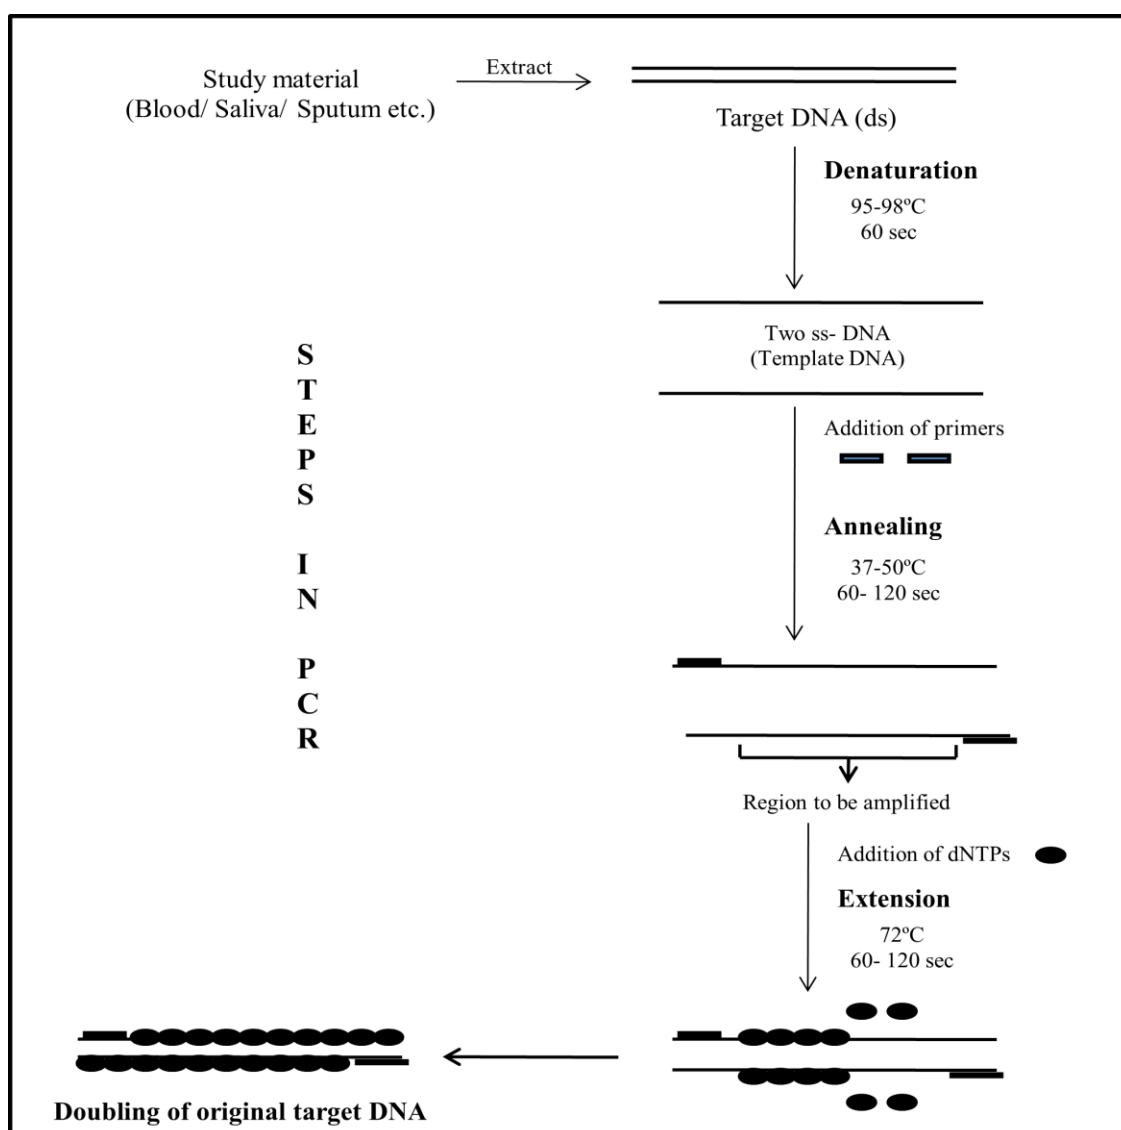 Study material
(Blood/ Saliva/ Sputum etc.)
Extract
Target DNA (ds)
Denaturation
95-98ºC
60 sec
Two ss- DNA
(Template DNA)
Addition of primers
Annealing
37-50ºC
60- 120 sec
S
T
E
P
S
I
N
P
C
R
Region to be amplified
Addition of dNTPs
Extension
72ºC
60- 120 sec
Doubling of original target DNA